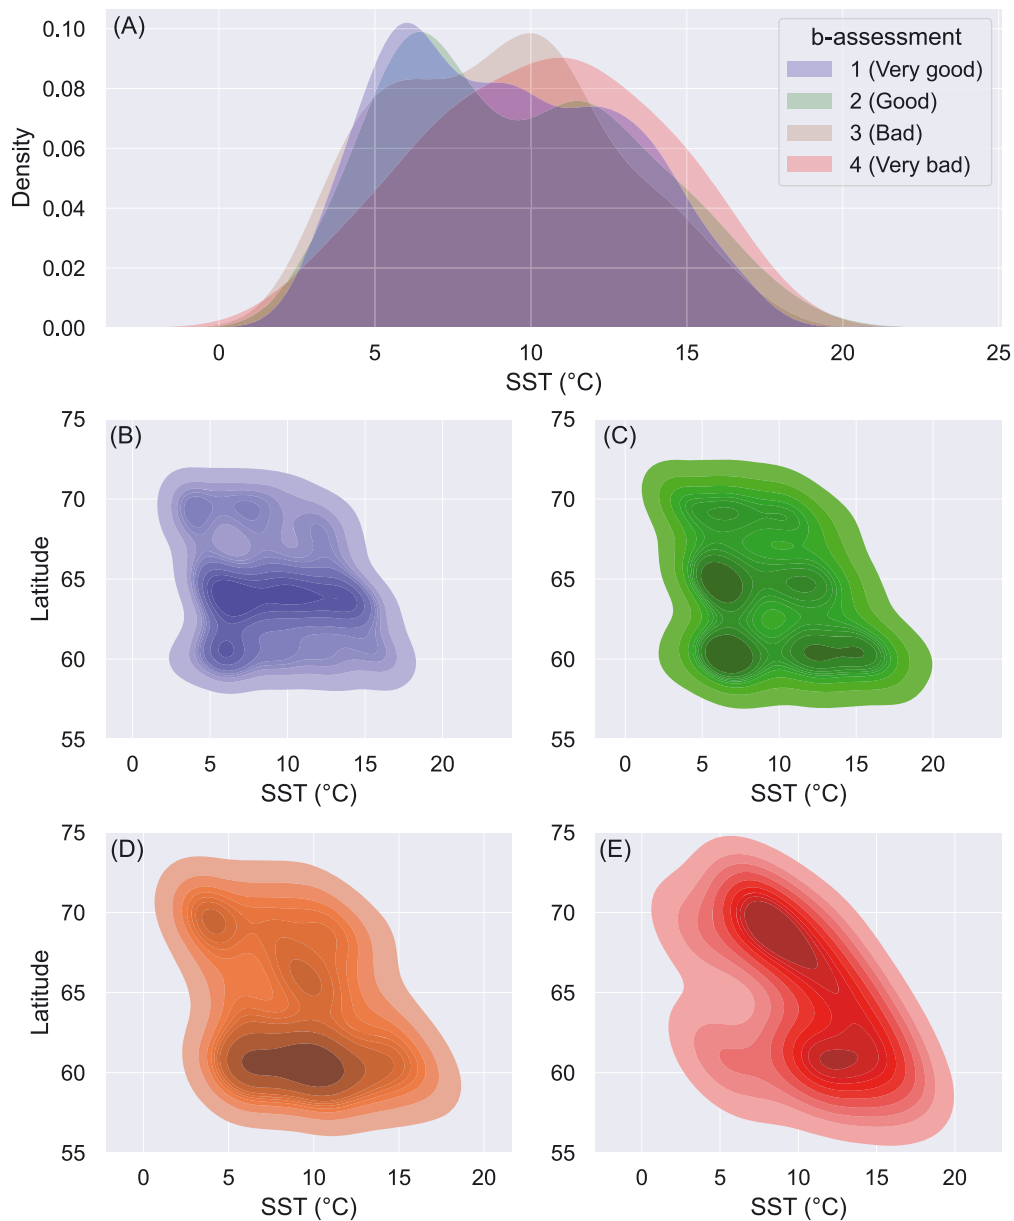 (A)
b-assessment
1 (Very good)
2 (Good)
3 (Bad)
4 (Very bad)
0.10
0.08
0.06
0.04
0.02
0.00
Density
0 5 10 15 20 25
SST (°C)
(B)
75
70
65
60
55
Latitude
0 5 10 15 20
SST (°C)
(C)
75
70
65
60
55
0 5 10 15 20
SST (°C)
(D)
75
70
65
60
55
Latitude
0 5 10 15 20
SST (°C)
(E)
75
70
65
60
55
0 5 10 15 20
SST (°C)